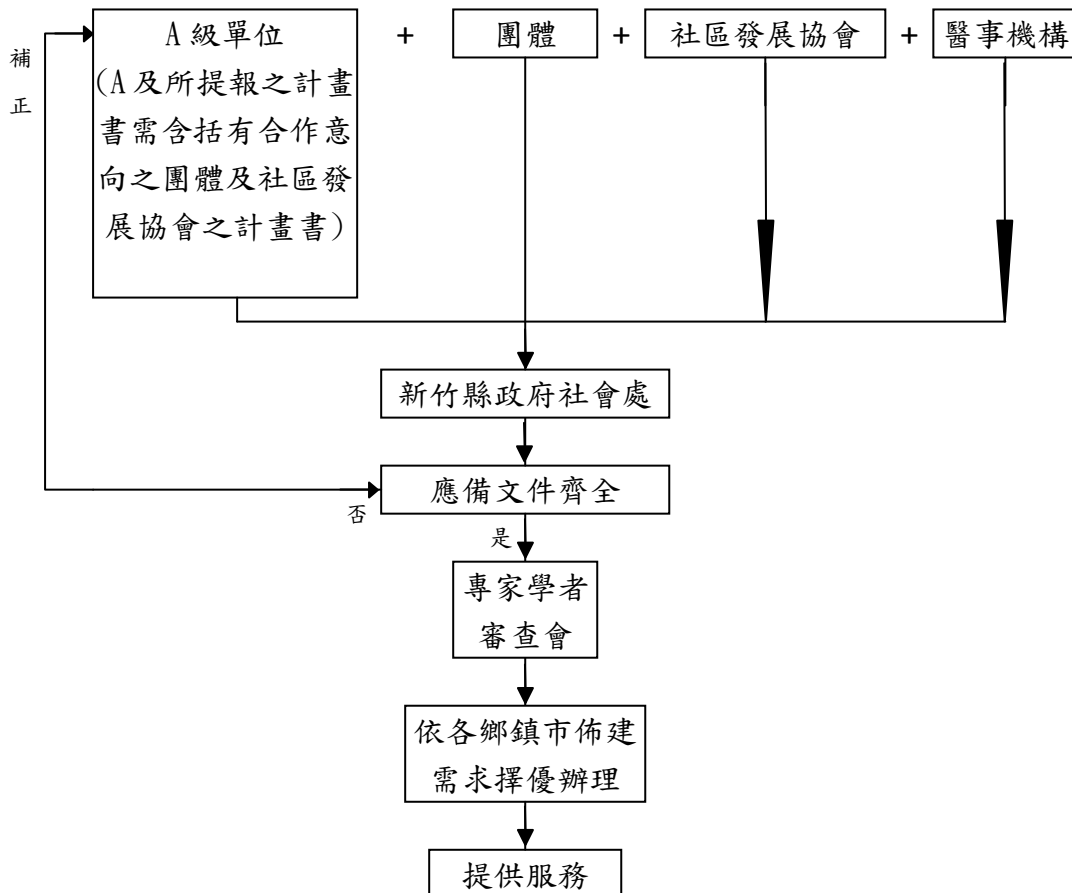 A級單位 + 團體 + 社區發展協會 + 醫事機構
(A及所提報之計畫
書需含括有合作意
向之團體及社區發
展協會之計畫書)
補
正
新竹縣政府社會處
應備文件齊全
否
是
專家學者
審查會
依各鄉鎮市佈建
需求擇優辦理
提供服務